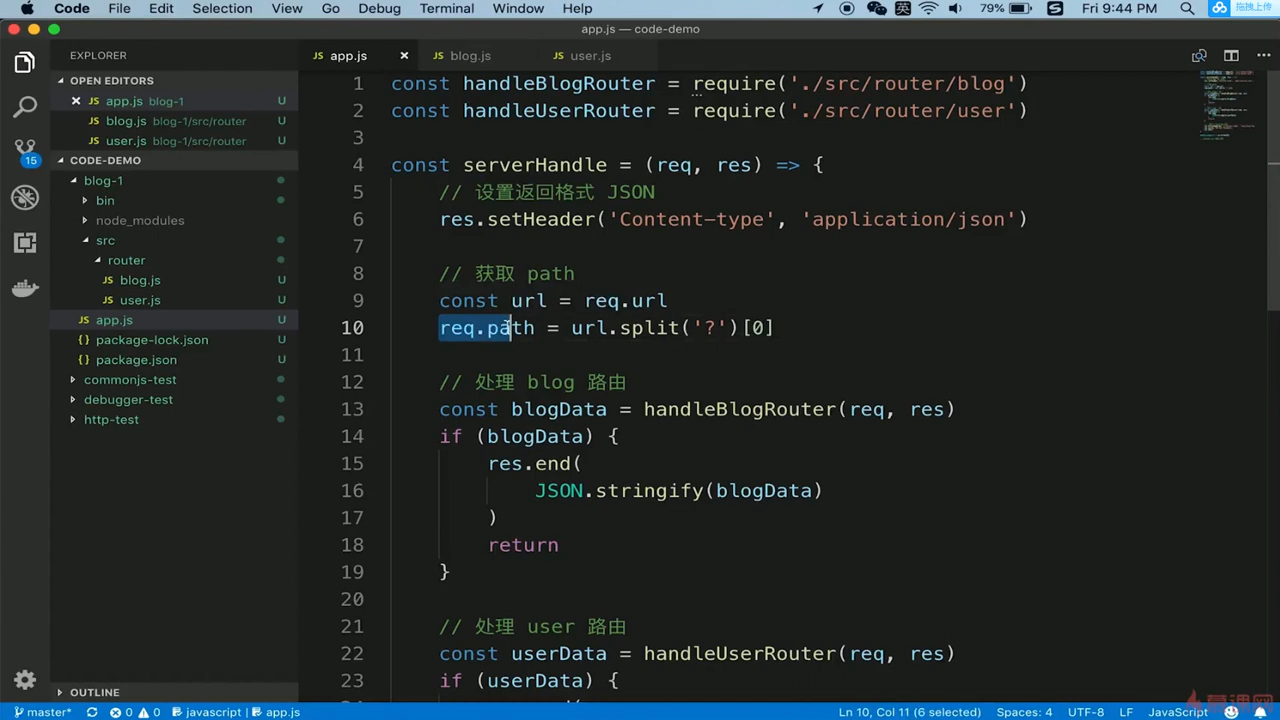 Code File Edit Selection View Go Debug Terminal Window Help 英 79% Fri 9:44 PM 拖拽上传
app.js — code-demo
EXPLORER
OPEN EDITORS
app.js blog-1 U
blog.js blog-1/src/router U
user.js blog-1/src/router U
CODE-DEMO
blog-1
bin
node_modules
src
router
blog.js U
user.js U
app.js U
package-lock.json U
package.json U
commonjs-test
debugger-test
http-test
OUTLINE
15
JS app.js JS blog.js JS user.js
1 const handleBlogRouter = require('./src/router/blog')
2 const handleUserRouter = require('./src/router/user')
3
4 const serverHandle = (req, res) => {
5 // 设置返回格式 JSON
6 res.setHeader('Content-type', 'application/json')
7
8 // 获取 path
9 const url = req.url
10 req.path = url.split('?')[0]
11
12 // 处理 blog 路由
13 const blogData = handleBlogRouter(req, res)
14 if (blogData) {
15 res.end(
16 JSON.stringify(blogData)
17 )
18 return
19 }
20
21 // 处理 user 路由
22 const userData = handleUserRouter(req, res)
23 if (userData) {
master* 0 0 javascript | app.js Ln 10, Col 11 (6 selected) Spaces: 4 UTF-8 LF JavaScript